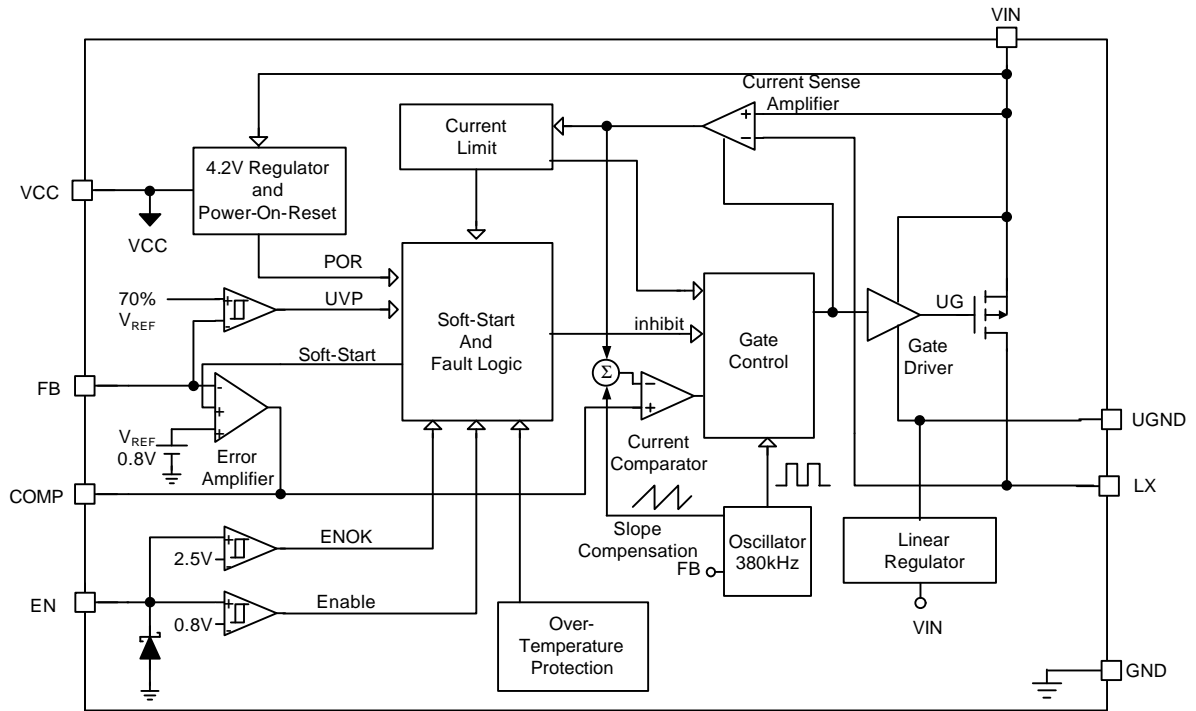 VIN
Current Sense
Amplifier
+
−
Current
Limit
4.2V Regulator
and
Power-On-Reset
VCC
VCC
POR
70%
VREF
+
-
UVP
Soft-Start
And
Fault Logic
inhibit
Gate
Control
UG
Gate
Driver
Soft-Start
FB
-
+
+
VREF
0.8V
Error
Amplifier
Σ
−
+
Current
Comparator
UGND
COMP
LX
Slope
Compensation
FB
Oscillator
380kHz
Linear
Regulator
VIN
ENOK
+
2.5V
-
EN
Enable
+
0.8V
-
Over-
Temperature
Protection
GND